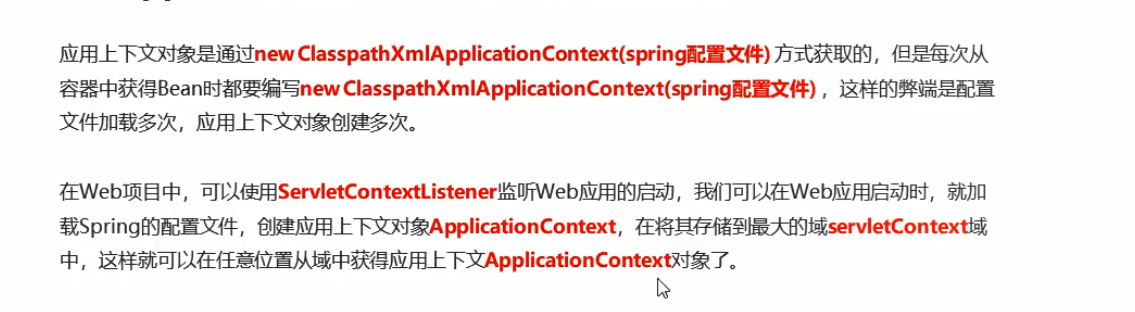 应用上下文对象是通过new ClasspathXmlApplicationContext(spring配置文件) 方式获取的，但是每次从
容器中获得Bean时都要编写new ClasspathXmlApplicationContext(spring配置文件) ，这样的弊端是配置
文件加载多次，应用上下文对象创建多次。
在Web项目中，可以使用ServletContextListener监听Web应用的启动，我们可以在Web应用启动时，就加
载Spring的配置文件，创建应用上下文对象ApplicationContext，在将其存储到最大的域servletContext域
中，这样就可以在任意位置从域中获得应用上下文ApplicationContext对象了。